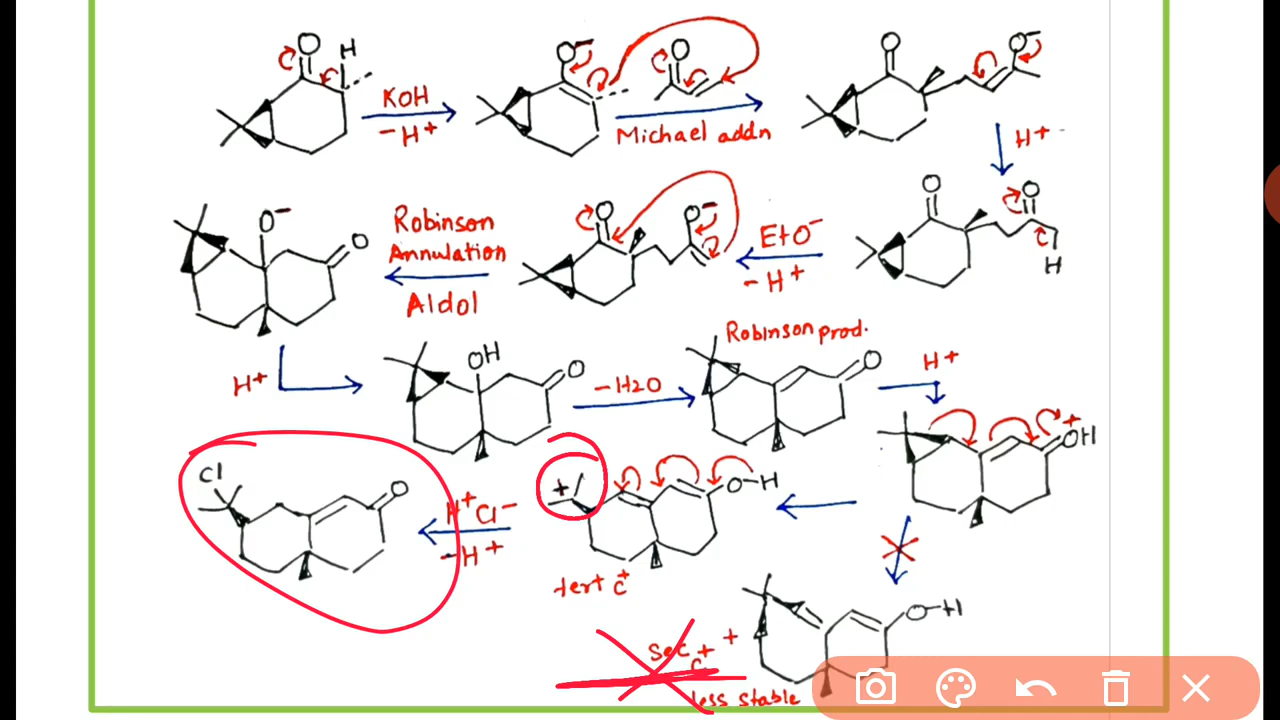 O H
KOH
− H+
O−
O
Michael addn
O O−
H+
O−
O
Robinson
Annulation
Aldol
O O−
EtO−
− H+
O O
H
H+
OH
O
−H2O
Robinson prod.
O
H+
+
OH
Cl
O
H+Cl−
−H+
+
O−H
tert C+
Sec C+
+
O−H
less stable